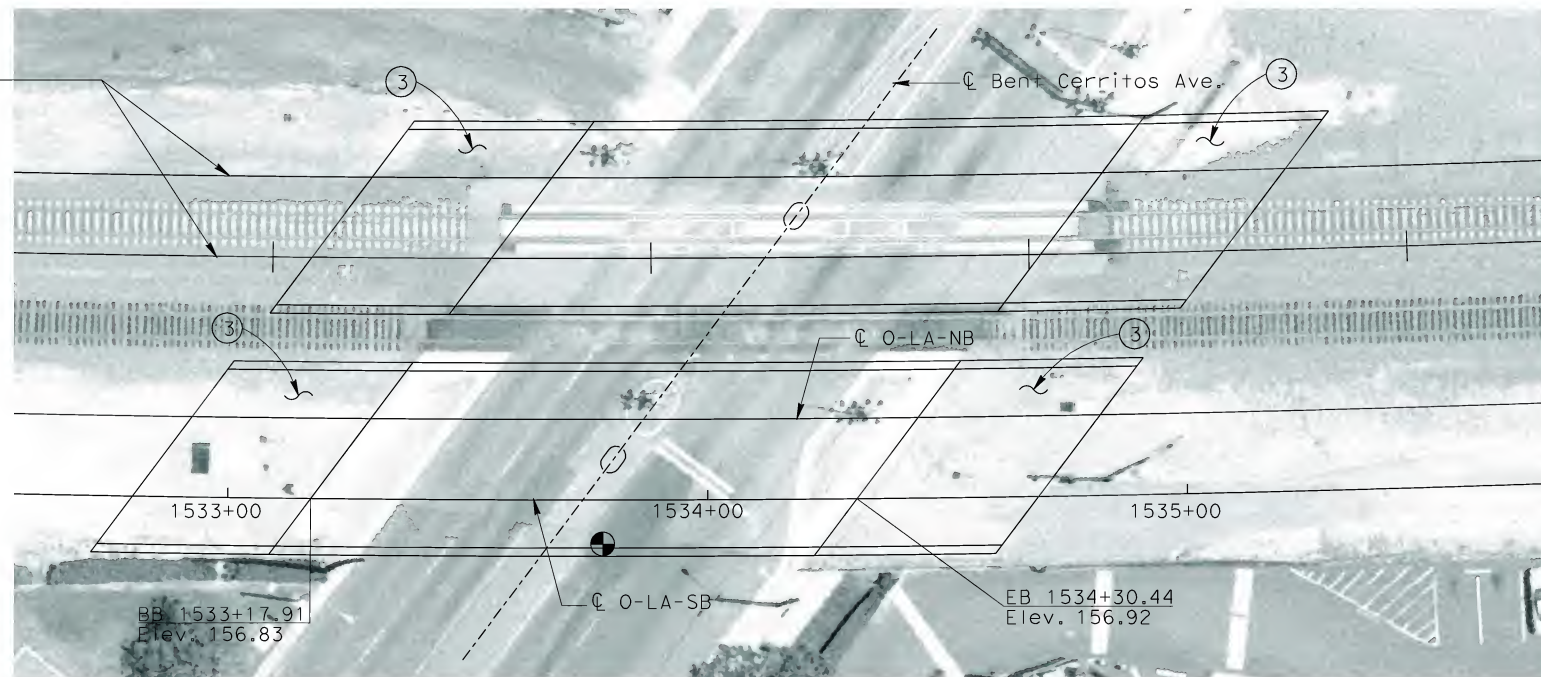 3
℄ Bent Cerritos Ave.
3
3
℄ O-LA-NB
3
1533+00
1534+00
1535+00
BB 1533+17.91
Elev. 156.83
℄ O-LA-SB
EB 1534+30.44
Elev. 156.92